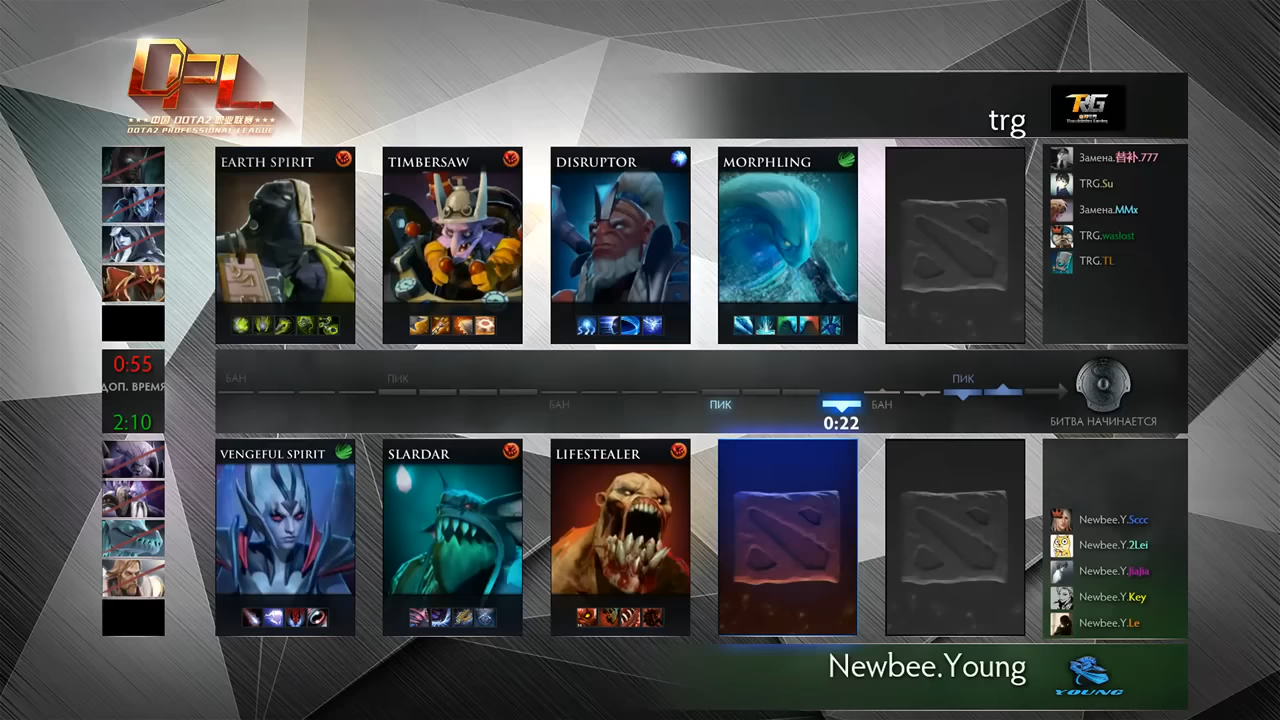 DPL
中国 DOTA2 职业联赛
DOTA2 PROFESSIONAL LEAGUE
trg
TRG
EARTH SPIRIT
TIMBERSAW
DISRUPTOR
MORPHLING
Замена.替补.777
TRG.Su
Замена.MMx
TRG.waslost
TRG.TL
0:55
ДОП. ВРЕМЯ
2:10
БАН
ПИК
БАН
ПИК
0:22
БАН
ПИК
БИТВА НАЧИНАЕТСЯ
VENGEFUL SPIRIT
SLARDAR
LIFESTEALER
Newbee.Y.Sccc
Newbee.Y.2Lei
Newbee.Y.jiajia
Newbee.Y.Key
Newbee.Y.Le
Newbee.Young
YOUNG